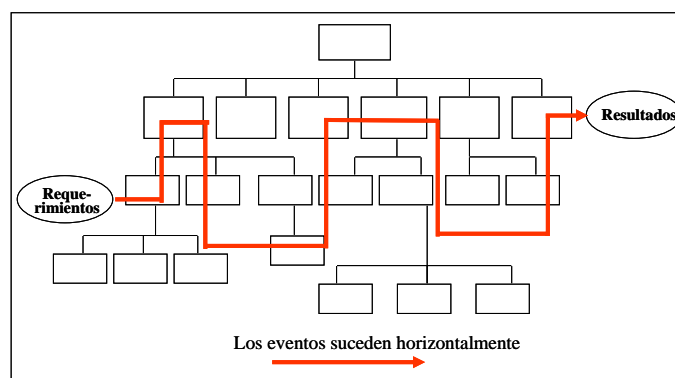 Resultados
Reque-
rimientos
Los eventos suceden horizontalmente